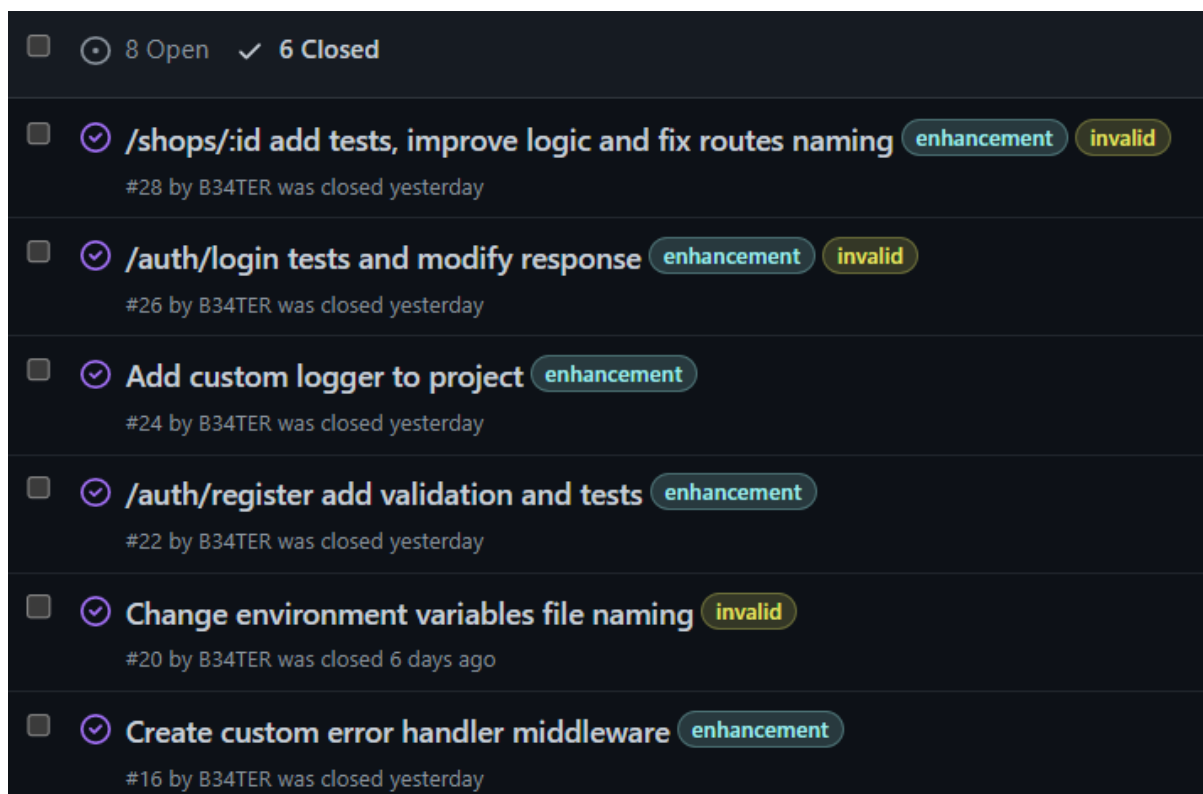 8 Open 6 Closed
/shops/:id add tests, improve logic and fix routes naming enhancement invalid
#28 by B34TER was closed yesterday
/auth/login tests and modify response enhancement invalid
#26 by B34TER was closed yesterday
Add custom logger to project enhancement
#24 by B34TER was closed yesterday
/auth/register add validation and tests enhancement
#22 by B34TER was closed yesterday
Change environment variables file naming invalid
#20 by B34TER was closed 6 days ago
Create custom error handler middleware enhancement
#16 by B34TER was closed yesterday